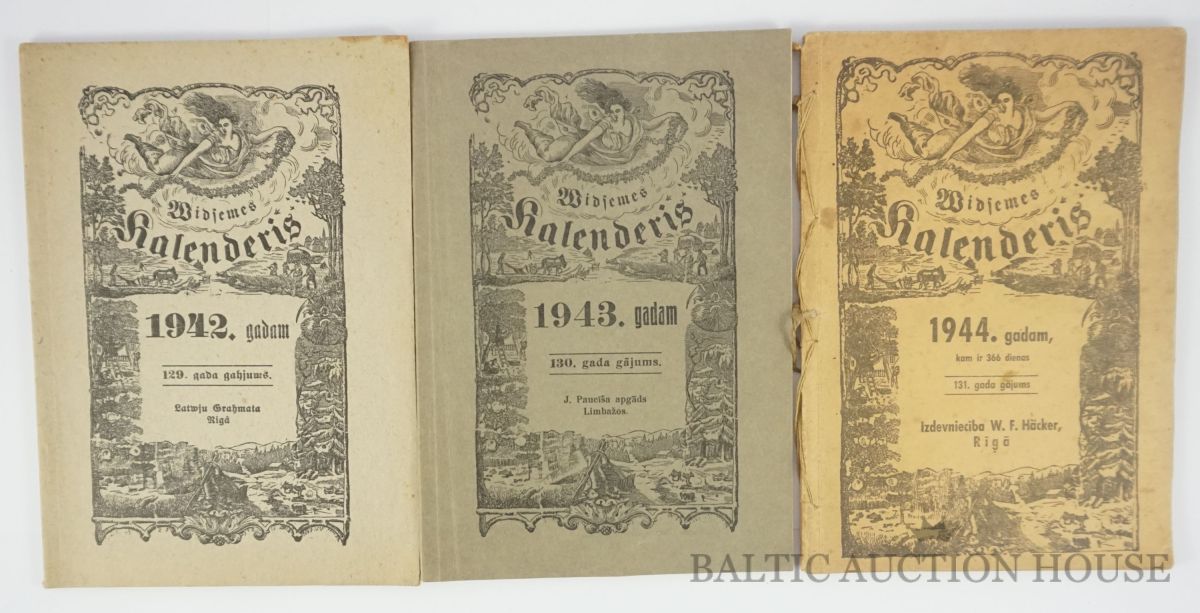 Widſemes
Kalenderis
1942. gadam
129. gada gahjums.
Latwju Grahmata
Rigâ
Widſemes
Kalenderis
1943. gadam
130. gada gājums.
J. Paucīša apgāds
Limbažos.
Widſemes
Kalenderis
1944. gadam,
kam ir 366 dienas
131. gada gājums
Izdevniecība W. F. Häcker,
Rīgā
BALTIC AUCTION HOUSE